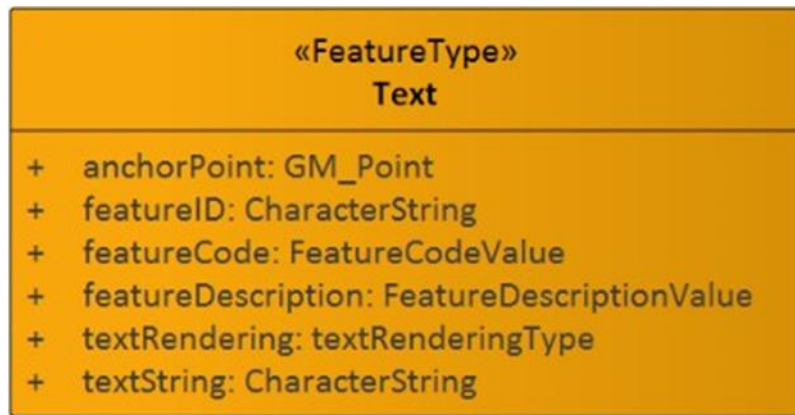 «FeatureType»
Text
+ anchorPoint: GM_Point
+ featureID: CharacterString
+ featureCode: FeatureCodeValue
+ featureDescription: FeatureDescriptionValue
+ textRendering: textRenderingType
+ textString: CharacterString